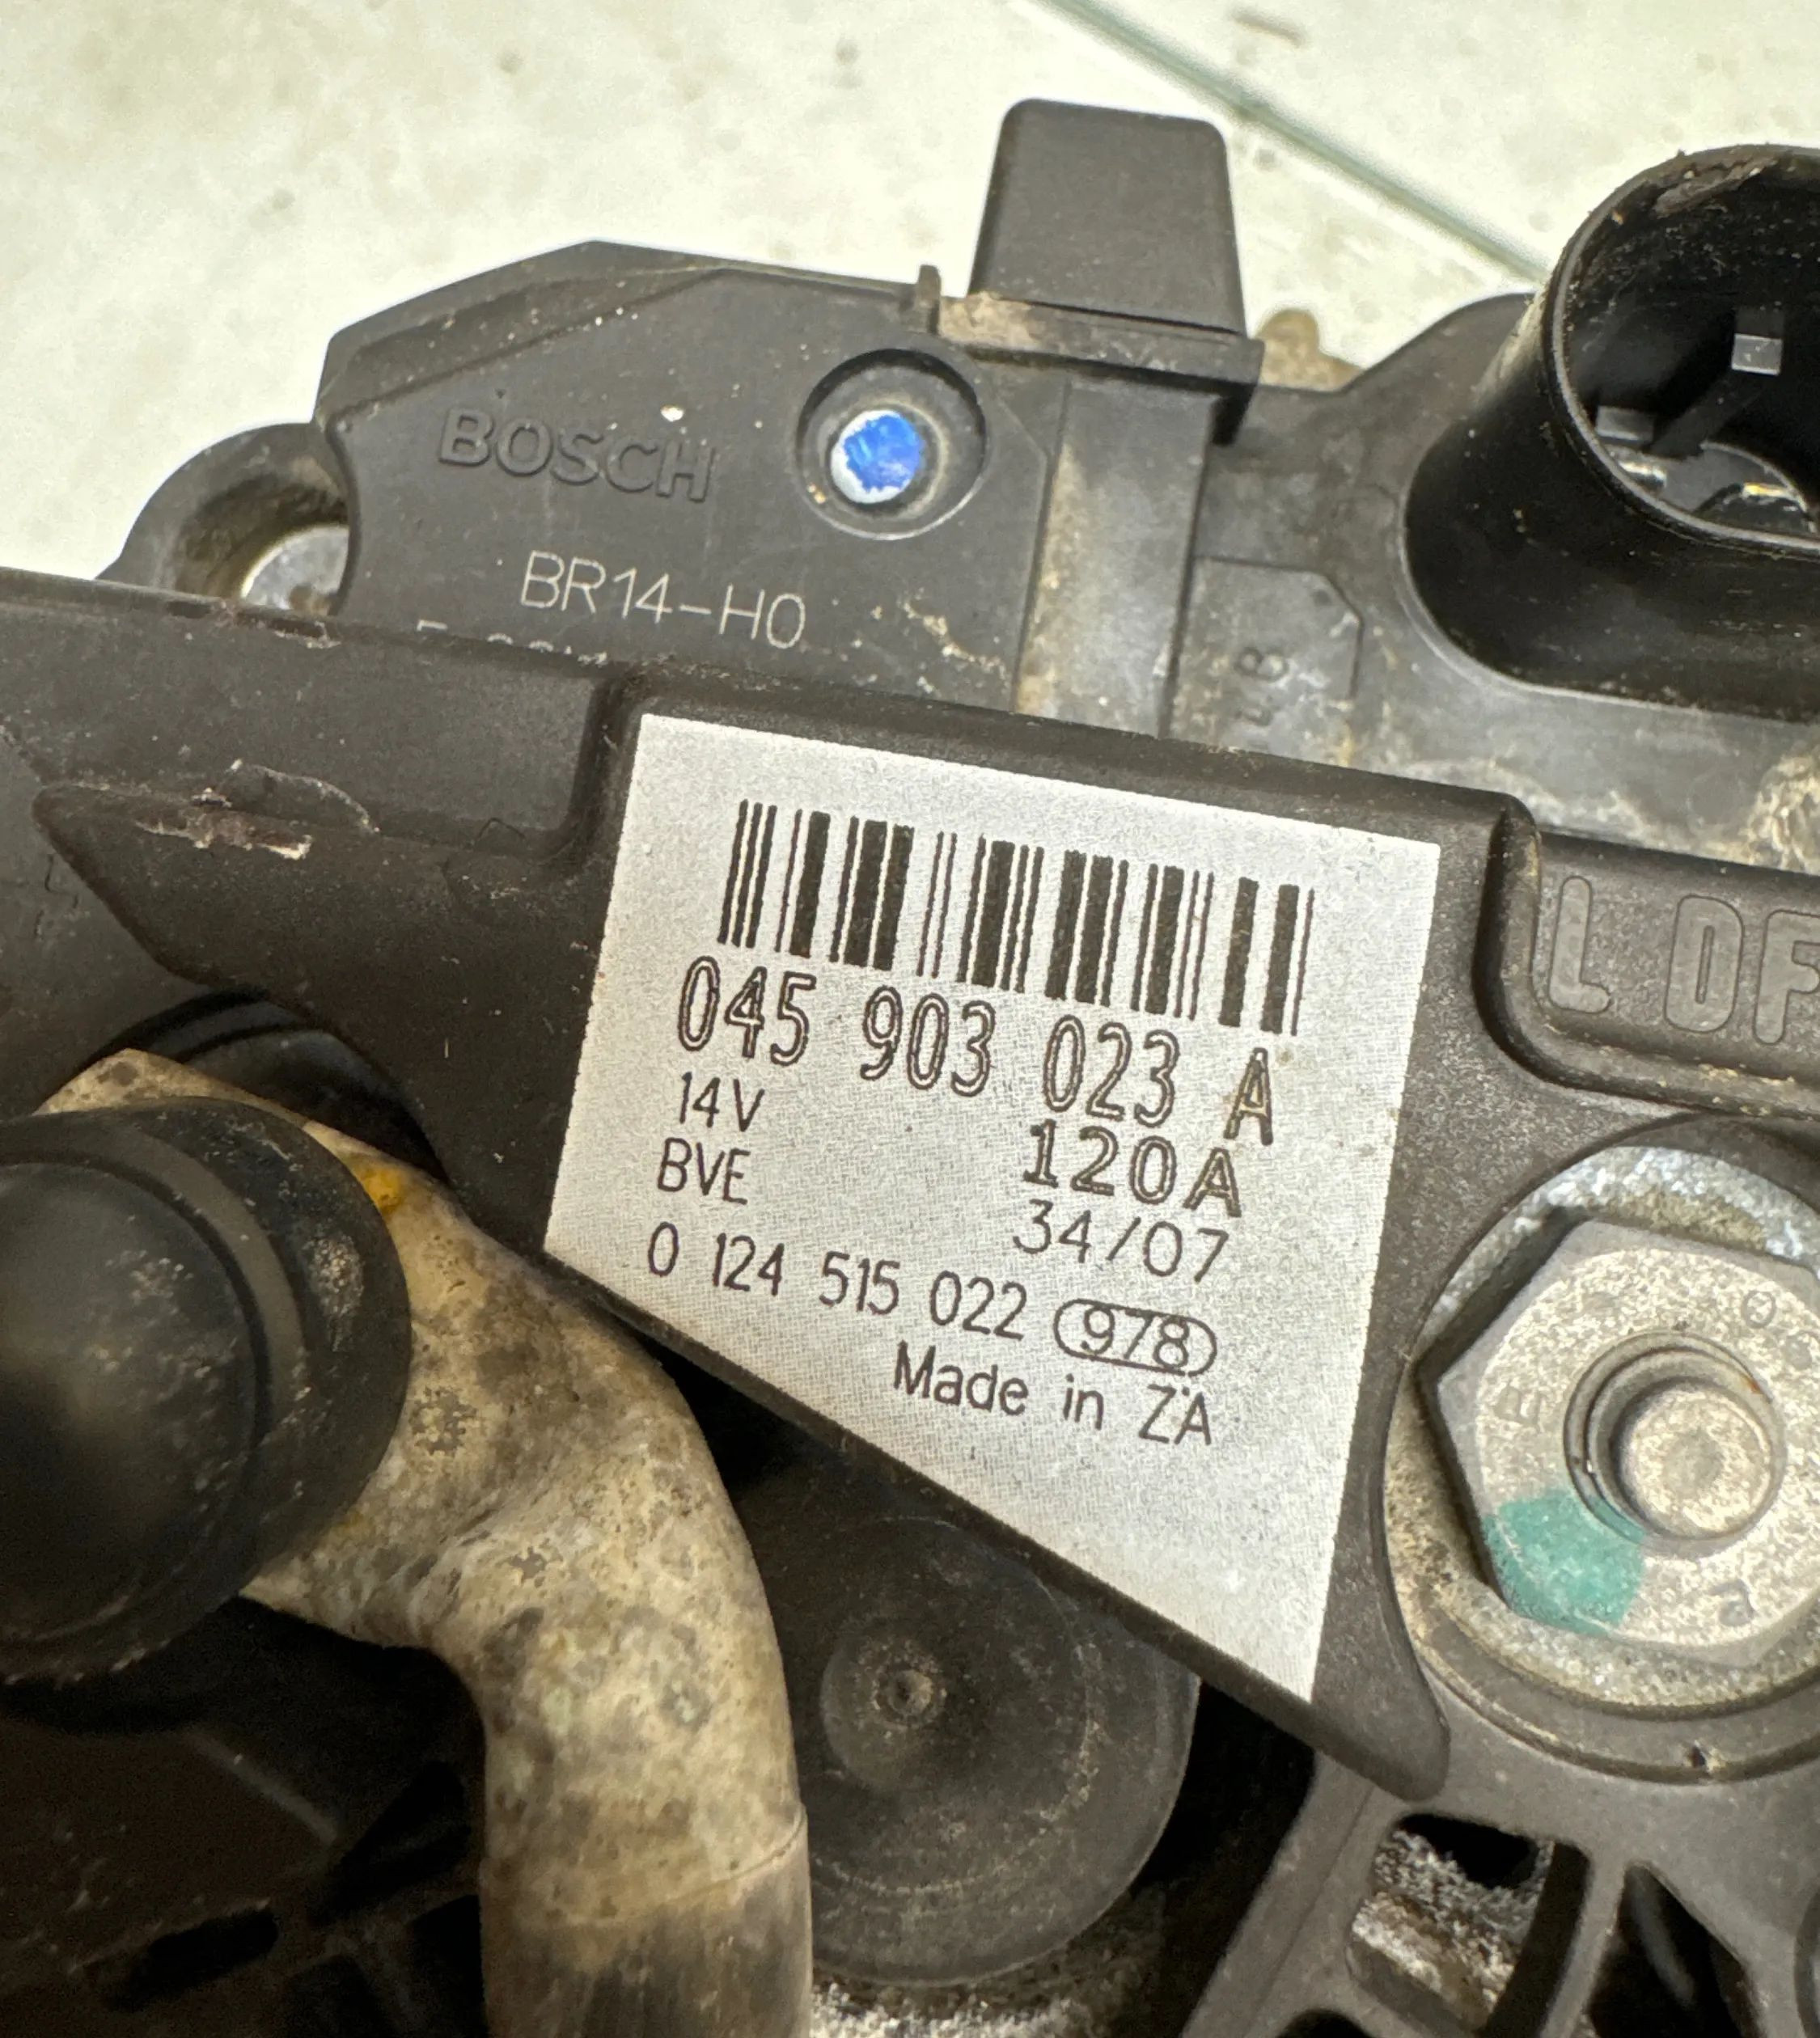 BOSCH
BR14-H0
045 903 023 A
14V 120A
BVE 34/07
0 124 515 022 978
Made in ZA
L DF